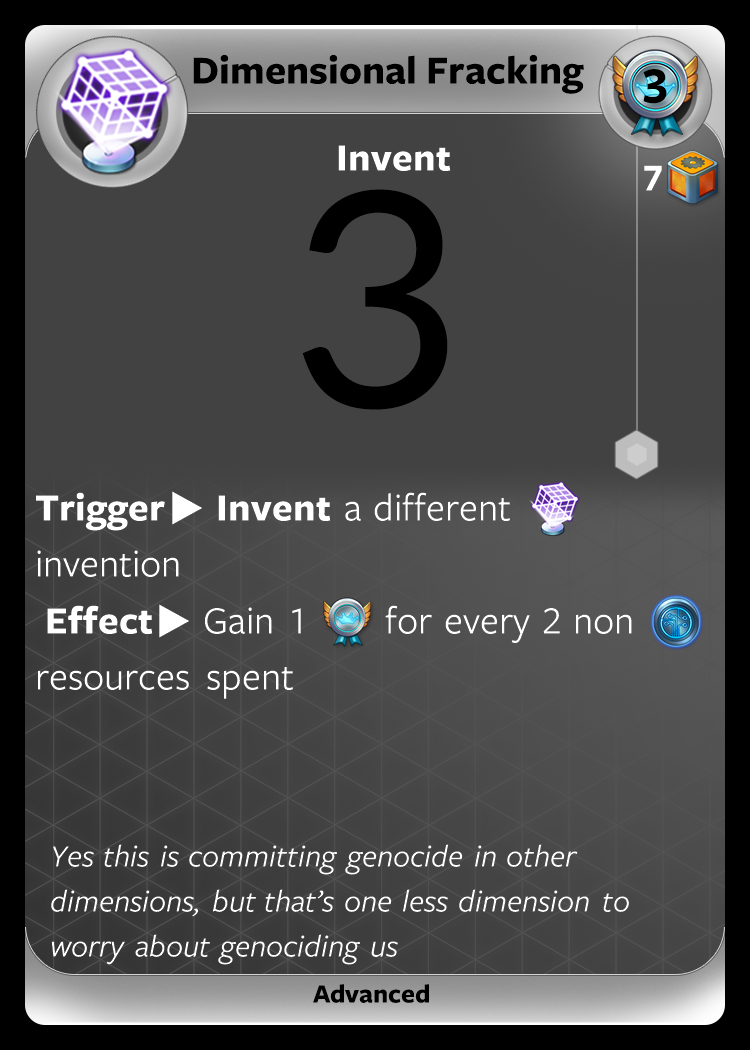 Dimensional Fracking
3
Invent
7
3
Trigger▶ Invent a different
invention
Effect▶ Gain 1 for every 2 non
resources spent
Yes this is committing genocide in other
dimensions, but that's one less dimension to
worry about genociding us
Advanced